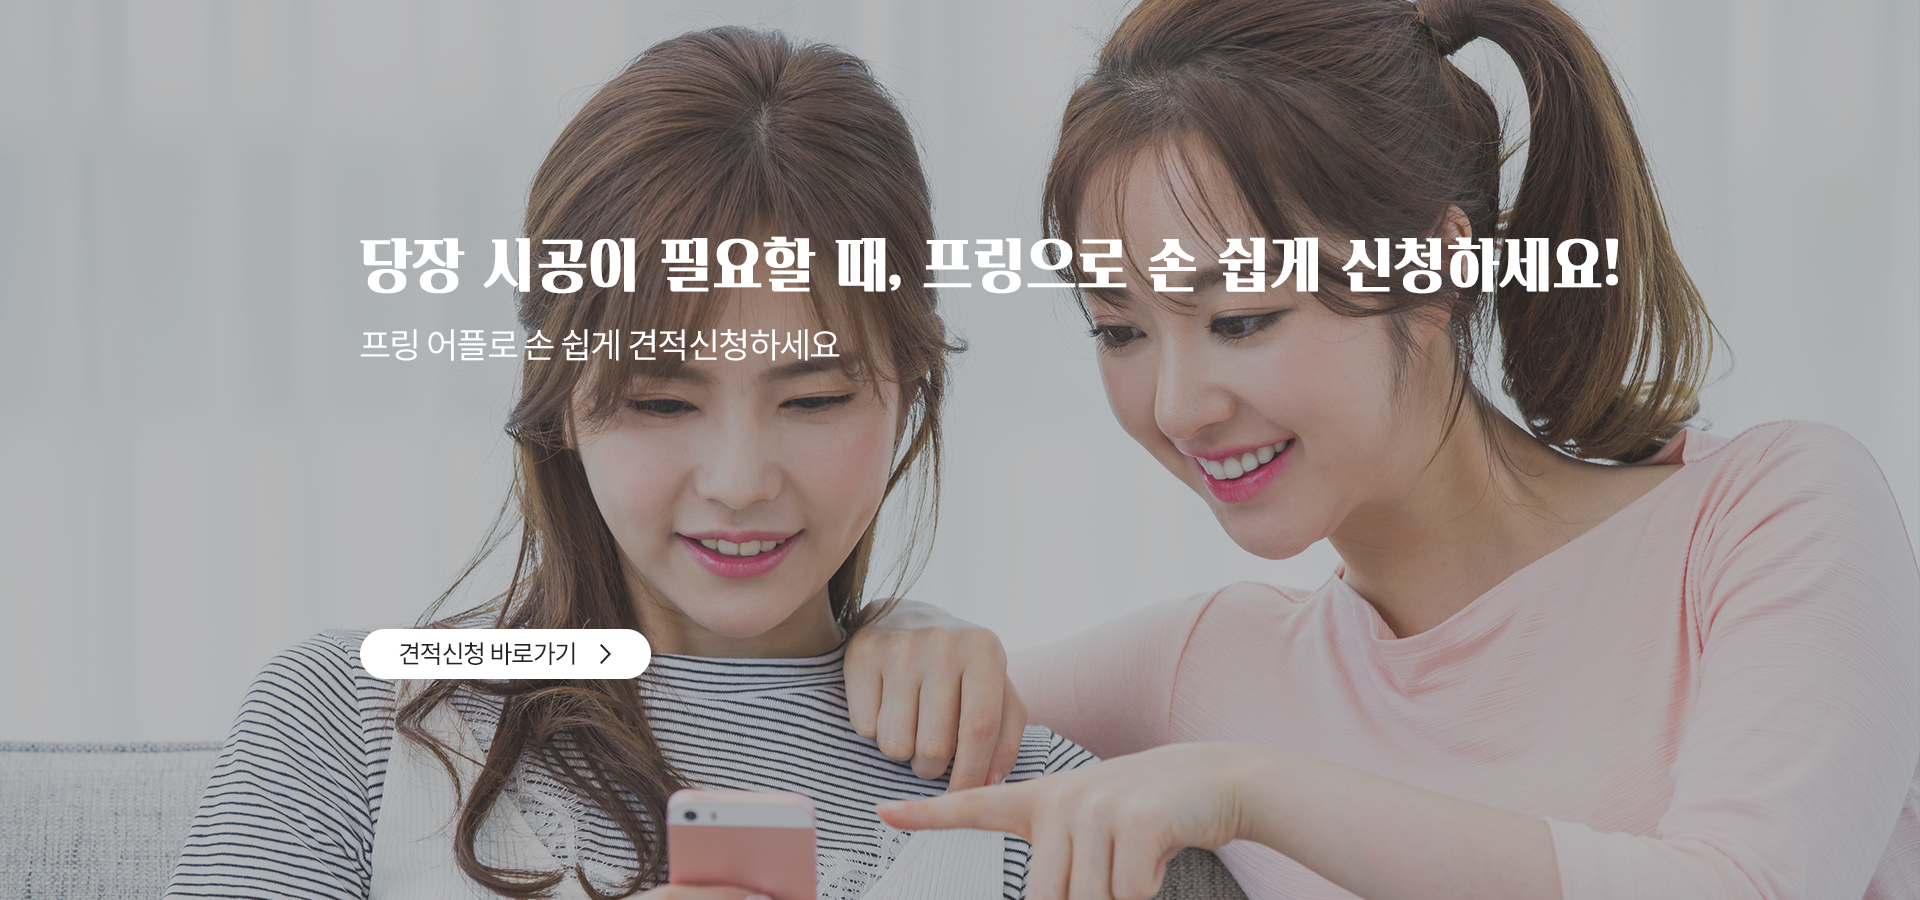 당장 시공이 필요할 때, 프링으로 손 쉽게 신청하세요!
프링 어플로 손 쉽게 견적신청하세요
견적신청 바로가기 >